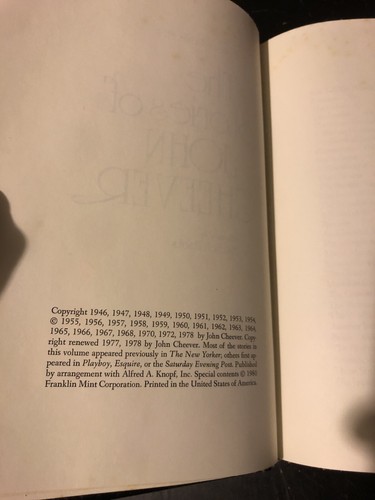 Copyright 1946, 1947, 1948, 1949, 1950, 1951, 1952, 1953, 1954,
© 1955, 1956, 1957, 1958, 1959, 1960, 1961, 1962, 1963, 1964,
1965, 1966, 1967, 1968, 1970, 1972, 1978 by John Cheever. Copy
right renewed 1977, 1978 by John Cheever. Most of the stories in
this volume appeared previously in The New Yorker; others first ap
peared in Playboy, Esquire, or the Saturday Evening Post. Published
by arrangement with Alfred A. Knopf, Inc. Special contents ©
Franklin Mint Corporation. Printed in the United States of America